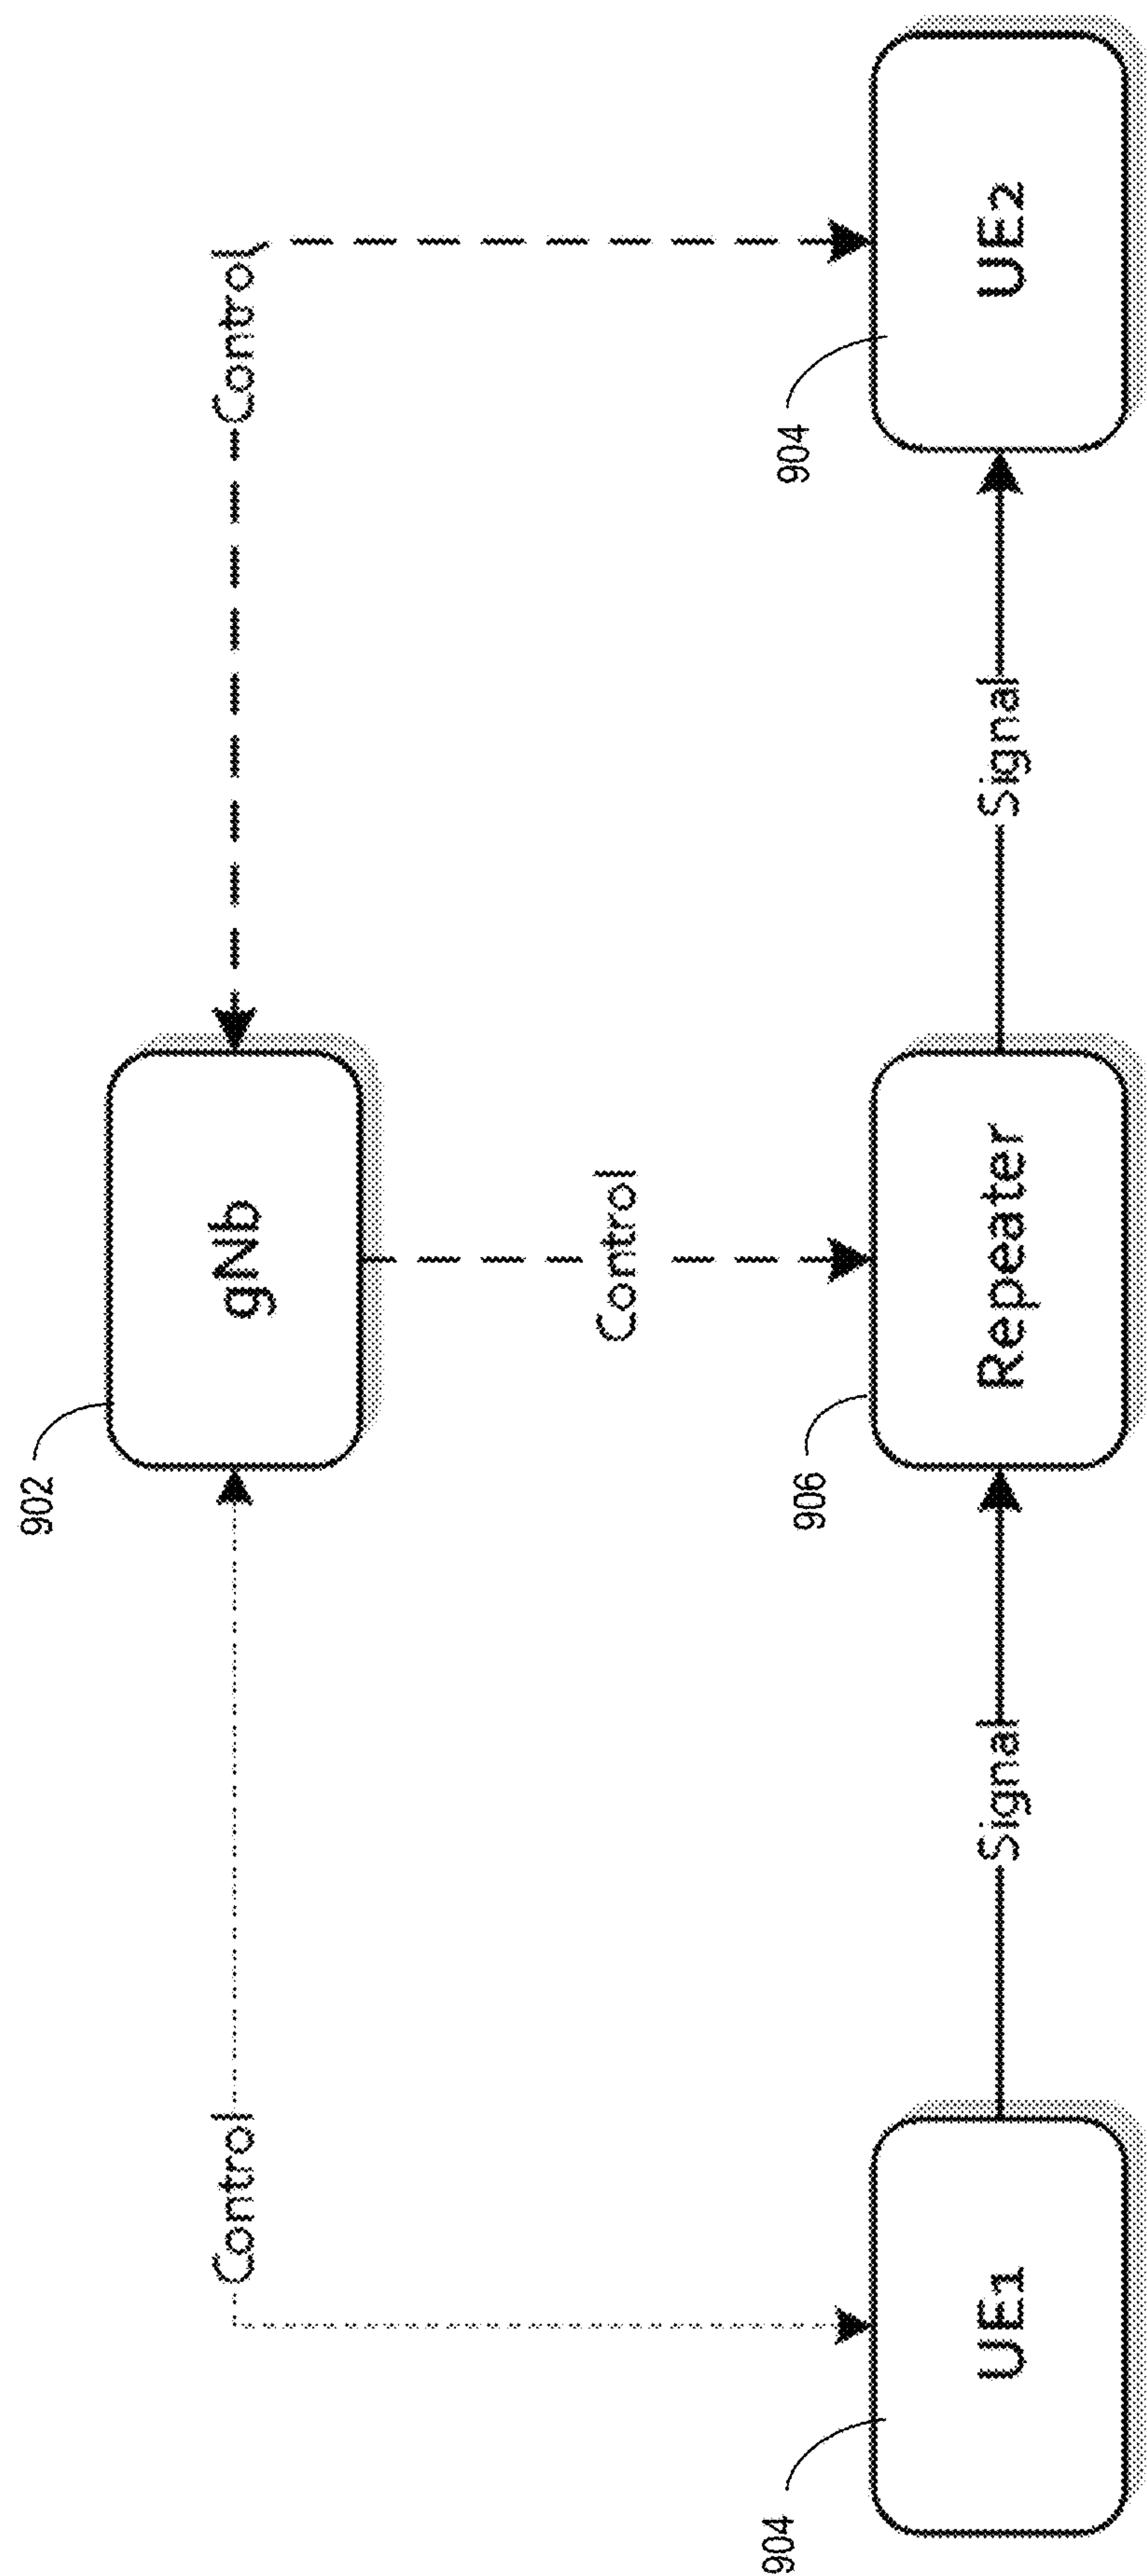 902
gNb
Control
Control
Control
904
906
904
UE1
Signal
Repeater
Signal
UE2